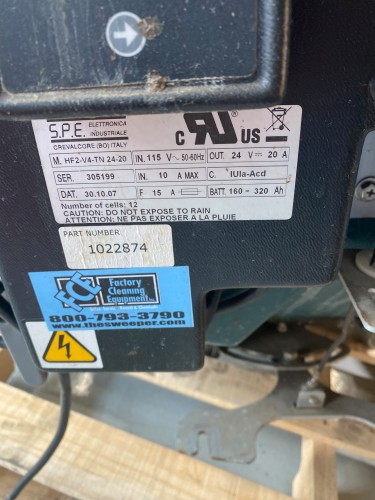 S.P.E. ELETTRONICA INDUSTRIALE
CREVALCORE (BO) ITALY
C RU US
M. HF2-V4-TN 24-20 IN. 115 V~ 50-60Hz OUT. 24 V= 20 A
SER. 305199 IN. 10 A MAX C. IUIa-Acd
DAT. 30.10.07 F 15 A BATT. 160 - 320 Ah
Number of cells: 12
CAUTION: DO NOT EXPOSE TO RAIN
ATTENTION: NE PAS EXPOSER A LA PLUIE
PART NUMBER:
1022874
Factory
Cleaning
Equipment
800-793-3790
www.thesweeper.com